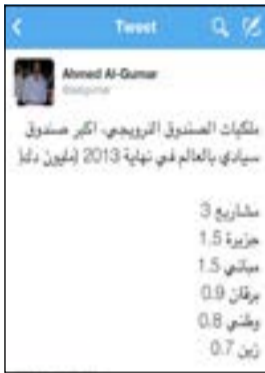 Tweet
Ahmed Al-Gumar
ملكيات الصندوق النرويجي، اكبر صندوق
سيادي بالعالم في نهاية 2013 (مليون دك)
مشاريع 3
جزيرة 1.5
مباني 1.5
برقان 0.9
وطني 0.8
زين 0.7